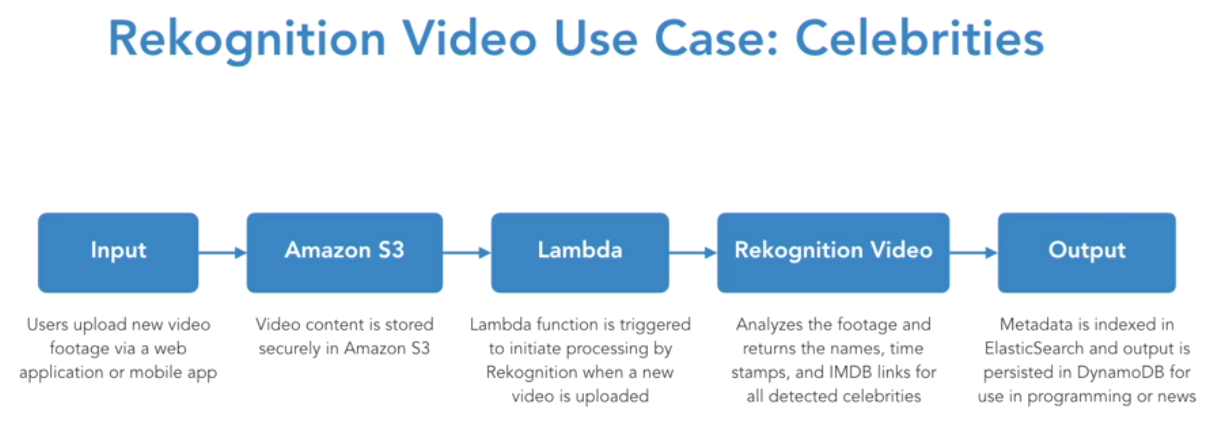 Rekognition Video Use Case: Celebrities
Input
Amazon S3
Lambda
Rekognition Video
Output
Users upload new video
footage via a web
application or mobile app
Video content is stored
securely in Amazon S3
Lambda function is triggered
to initiate processing by
Rekognition when a new
video is uploaded
Analyzes the footage and
returns the names, time
stamps, and IMDB links for
all detected celebrities
Metadata is indexed in
ElasticSearch and output is
persisted in DynamoDB for
use in programming or news